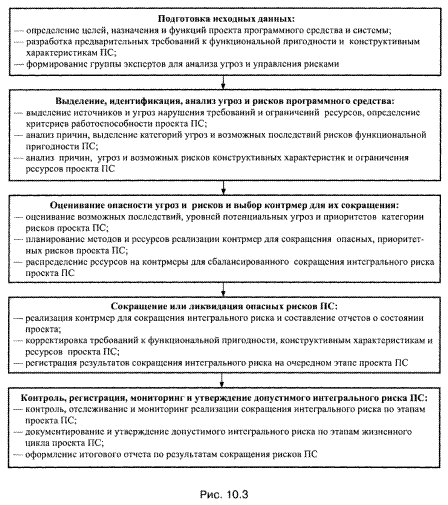 Подготовка исходных данных:
— определение целей, назначения и функций проекта программного средства и системы;
— разработка предварительных требований к функциональной пригодности и конструктивным
характеристикам ПС;
— формирование группы экспертов для анализа угроз и управления рисками
Выделение, идентификация, анализ угроз и рисков программного средства:
— выделение источников и угроз нарушения требований и ограничений ресурсов, определение
критериев работоспособности проекта ПС;
— анализ причин, выделение категорий угроз и возможных последствий рисков функциональной
пригодности ПС;
— анализ причин, угроз и возможных рисков конструктивных характеристик и ограничения
ресурсов проекта ПС
Оценивание опасности угроз и рисков и выбор контрмер для их сокращения:
— оценивание возможных последствий, уровней потенциальных угроз и приоритетов категории
рисков проекта ПС;
— планирование методов и ресурсов реализации контрмер для сокращения опасных, приоритет-
ных рисков проекта ПС;
— распределение ресурсов на контрмеры для сбалансированного сокращения интегрального риска
проекта ПС
Сокращение или ликвидация опасных рисков ПС:
— реализация контрмер для сокращения интегрального риска и составление отчетов о состоянии
проекта;
— корректировка требований к функциональной пригодности, конструктивным характеристикам и
ресурсов проекта ПС;
— регистрация результатов сокращения интегрального риска на очередном этапе проекта ПС
Контроль, регистрация, мониторинг и утверждение допустимого интегрального риска ПС:
— контроль, отслеживание и мониторинг реализации сокращения интегрального риска по этапам
проекта ПС;
— документирование и утверждение допустимого интегрального риска по этапам жизненного
цикла проекта ПС;
— оформление итогового отчета по результатам сокращения рисков ПС
Рис. 10.3